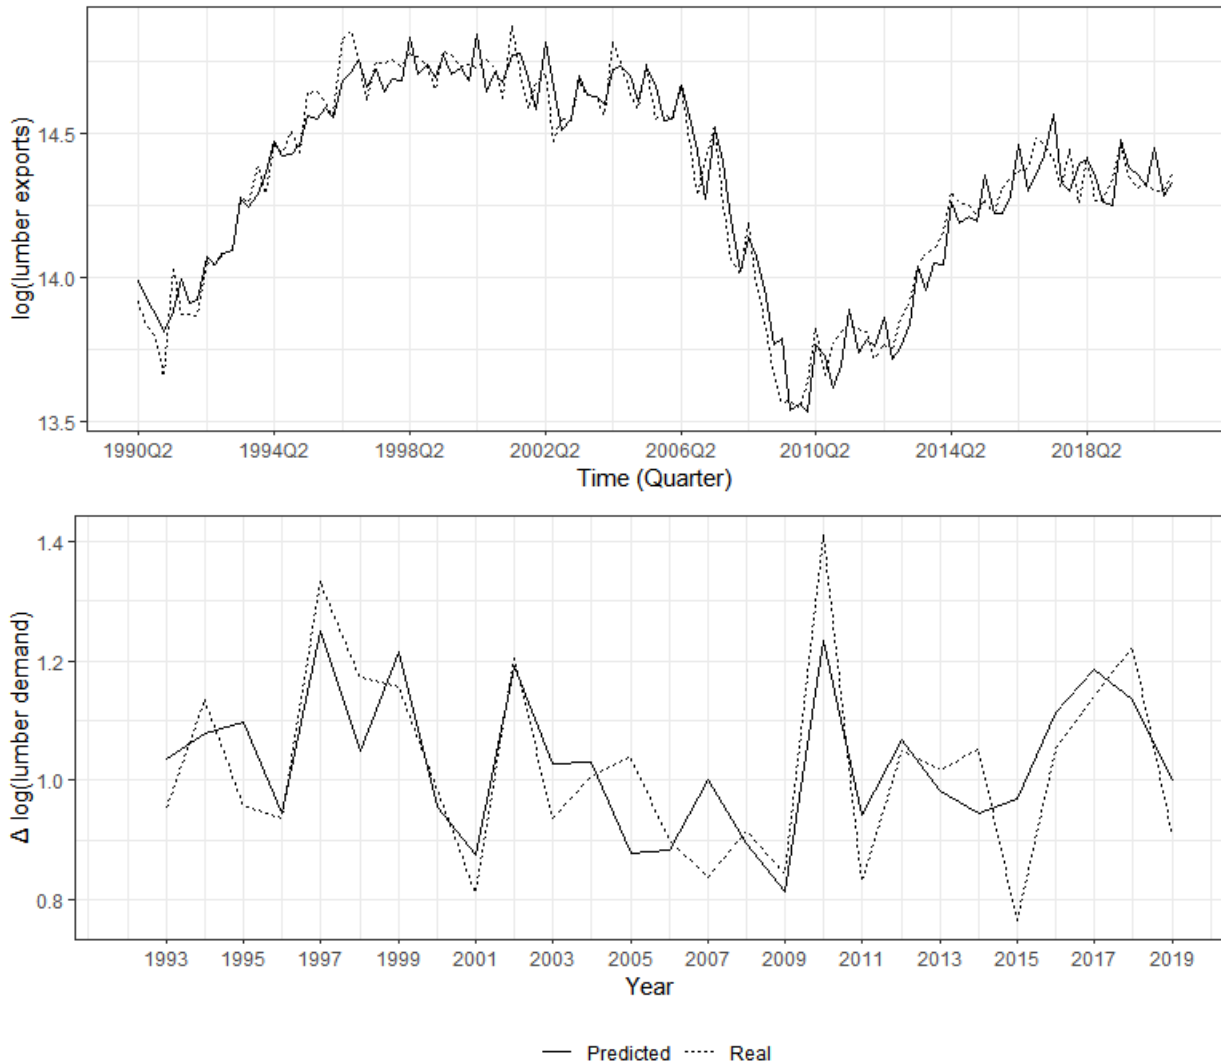 log(lumber exports)
14.5
14.0
13.5
1990Q2 1994Q2 1998Q2 2002Q2 2006Q2 2010Q2 2014Q2 2018Q2
Time (Quarter)
Δ log(lumber demand)
1.4
1.2
1.0
0.8
1993 1995 1997 1999 2001 2003 2005 2007 2009 2011 2013 2015 2017 2019
Year
Predicted Real